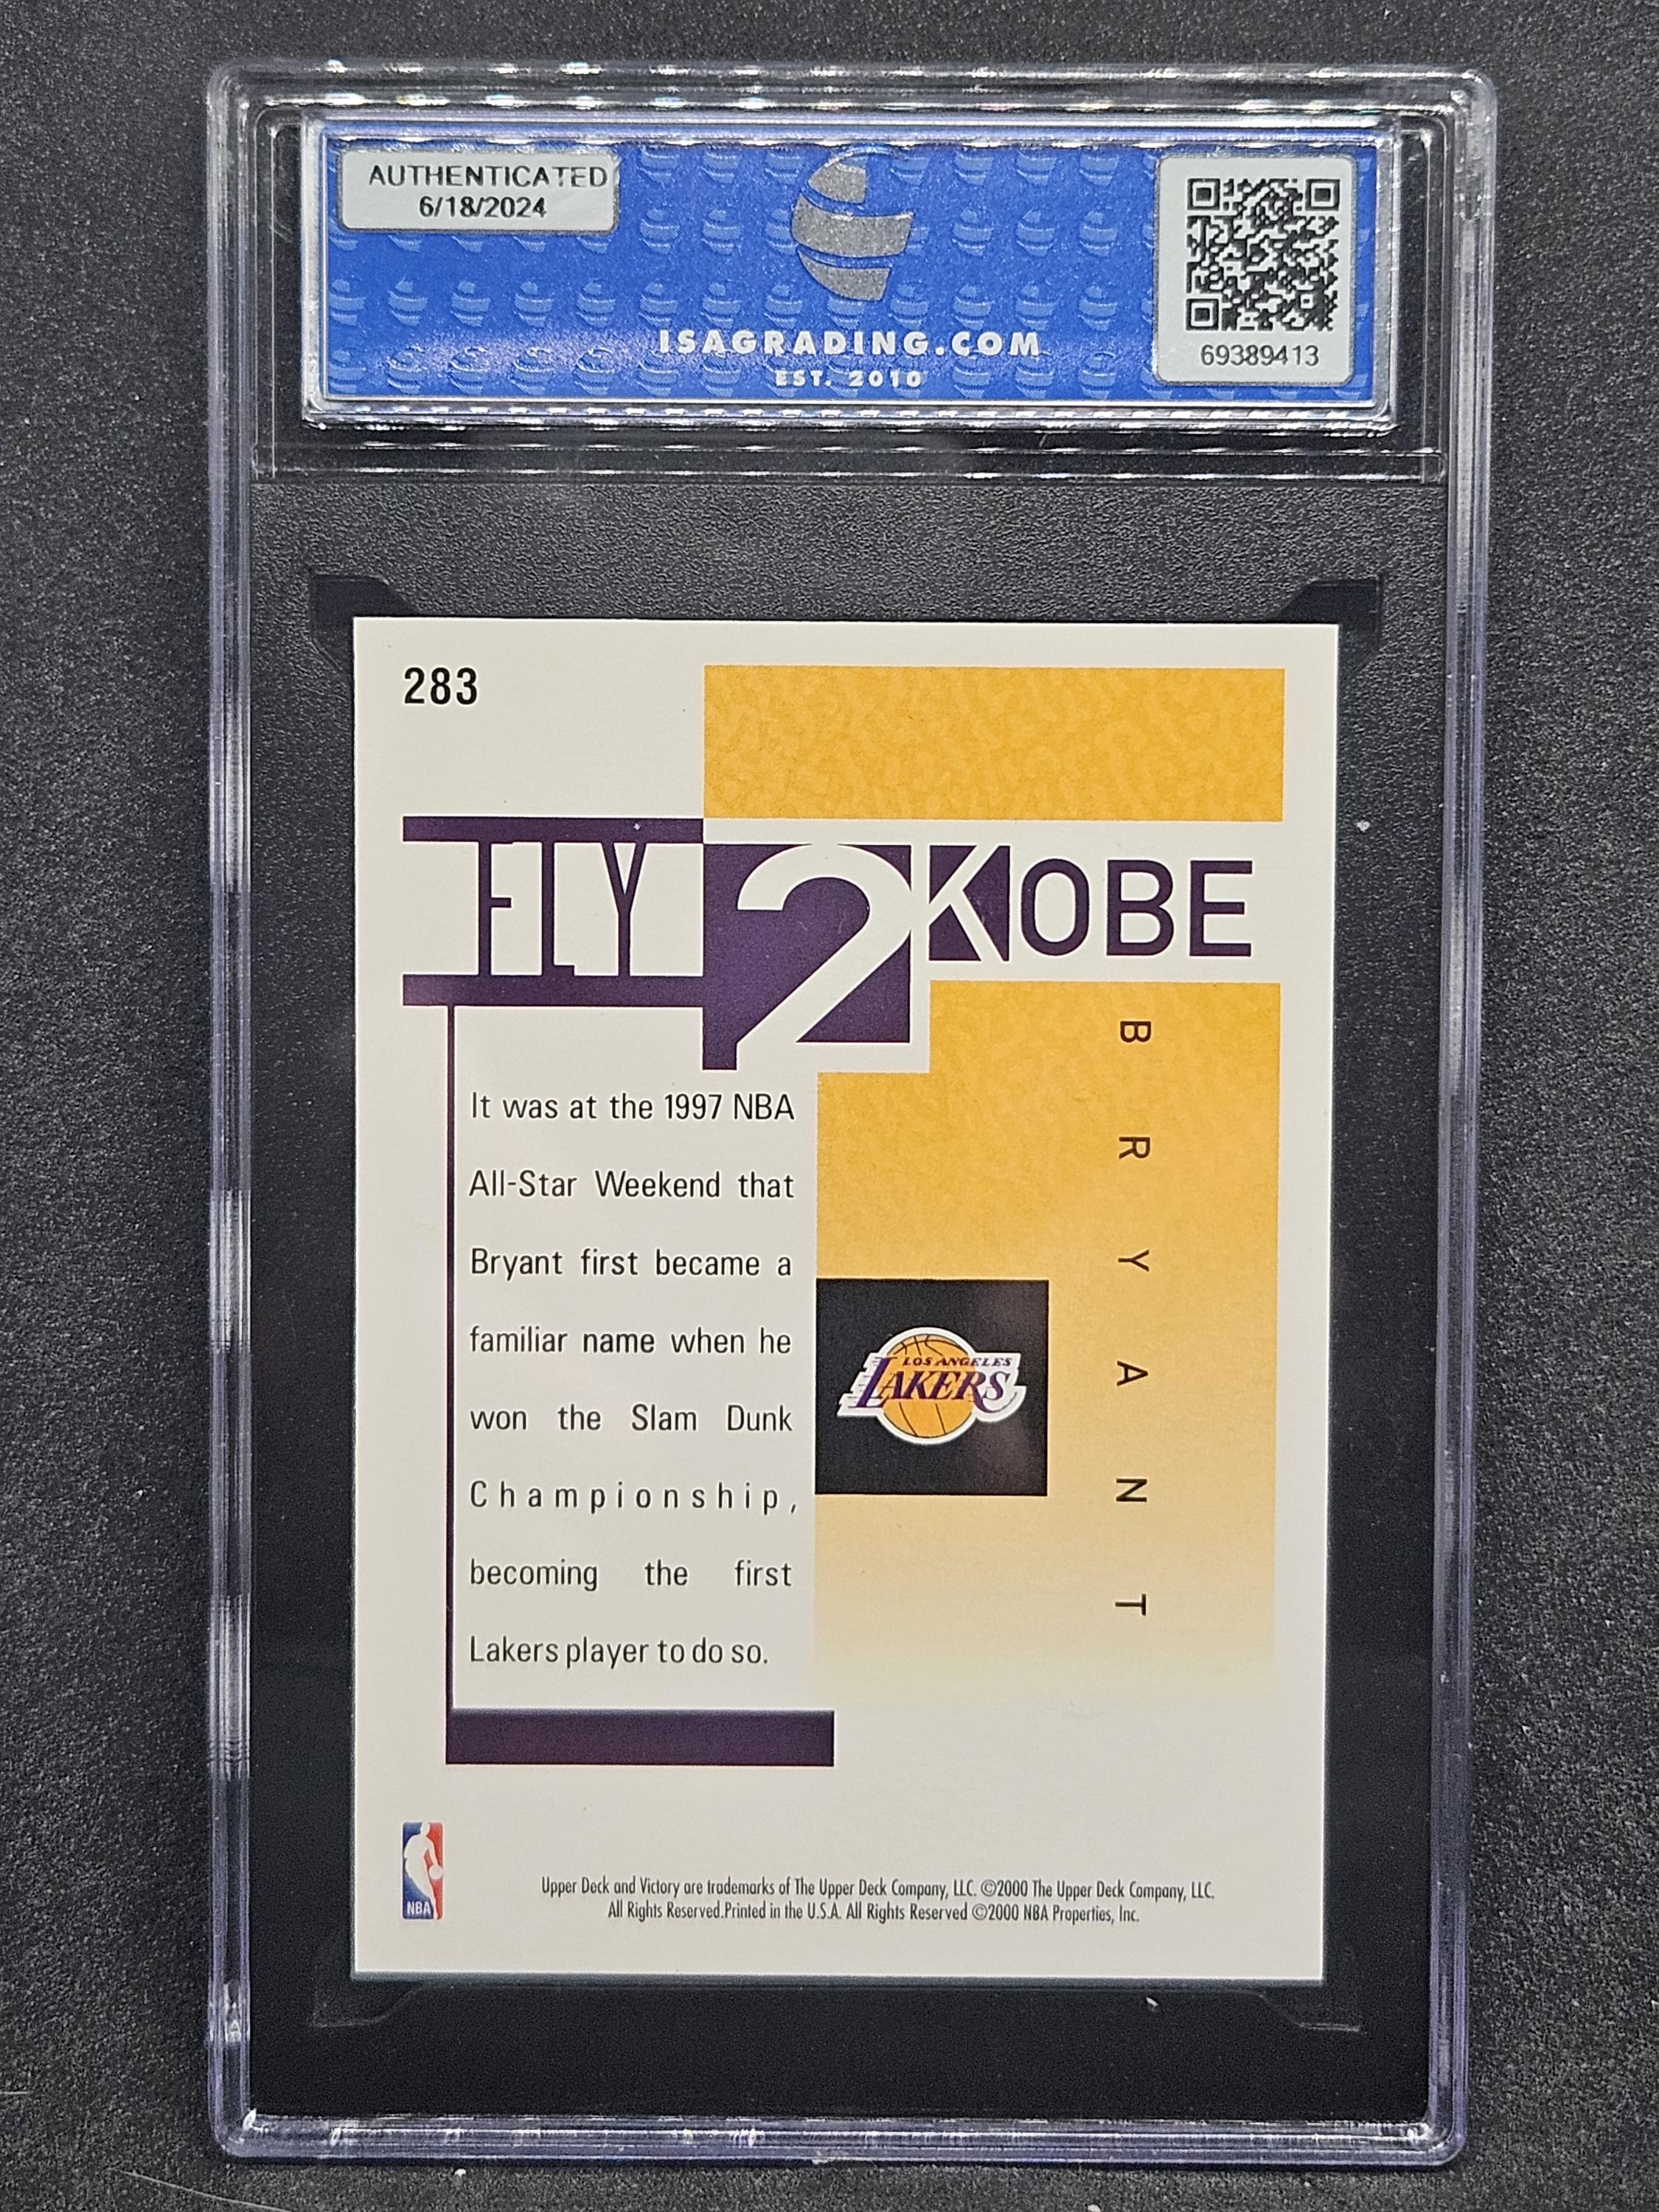 AUTHENTICATED
6/18/2024
ISAGRADING.COM
EST. 2010
69389413
283
FLY 2 KOBE
BRYANT
It was at the 1997 NBA
All-Star Weekend that
Bryant first became a
familiar name when he
won the Slam Dunk
Championship,
becoming the first
Lakers player to do so.
LOS ANGELES
LAKERS
NBA
Upper Deck and Victory are trademarks of The Upper Deck Company, LLC. ©2000 The Upper Deck Company, LLC.
All Rights Reserved.Printed in the U.S.A. All Rights Reserved ©2000 NBA Properties, Inc.